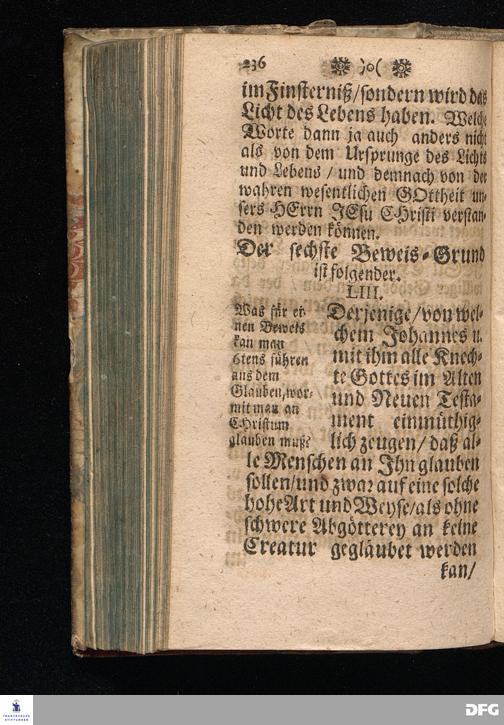 236 )o(
im Finsterniß/sondern wird das
Licht des Lebens haben. Welche
Worte dann ja auch anders nicht
als von dem Ursprunge des Lichts
und Lebens/ und demnach von der
wahren wesentlichen GOttheit un-
sers HErrn JEsu CHristi verstan-
den werden können.
Der sechste Beweis-Grund
ist folgender.
LIII.
Was für ei-
nen Beweis
kan man
6tens führen
aus dem
Glauben, wor-
mit man an
CHristum
glauben muße
Derjenige/von wel-
chem Johannes u.
mit ihm alle Knech-
te Gottes im Alten
und Neuen Testa-
ment einmüthig-
lich zeugen/ daß al-
le Menschen an Ihn glauben
sollen/und zwar auf eine solche
hohe Art und Weyse/als ohne
schwere Abgötterey an keine
Creatur gegläubet werden
kan/
FRANCKESCHE
STIFTUNGEN
DFG